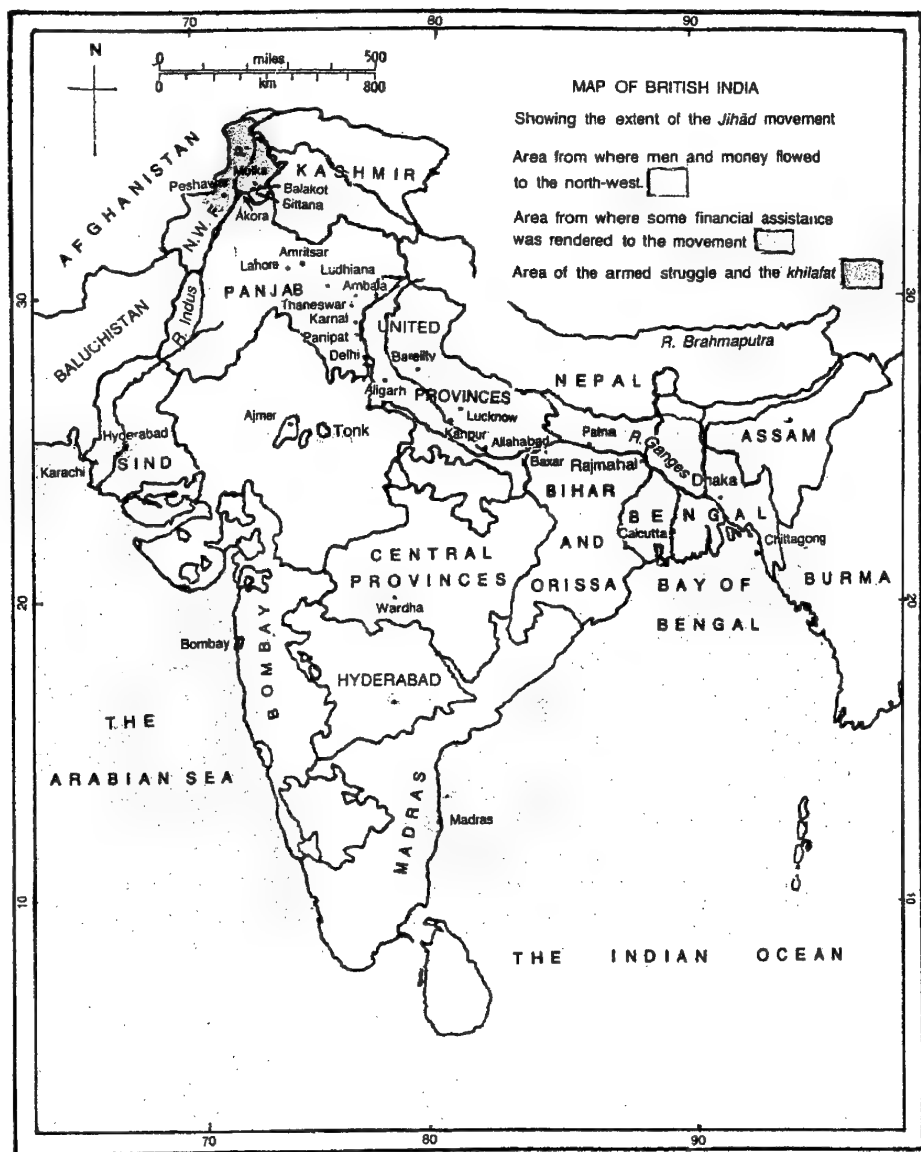 70 80 90
N
0 miles 500
0 km 800
MAP OF BRITISH INDIA
Showing the extent of the Jihād movement
Area from where men and money flowed
to the north-west.
Area from where some financial assistance
was rendered to the movement
Area of the armed struggle and the khilafat
AFGHANISTAN
KASHMIR
Peshawar
Balakot
Sittana
Akora
N.W.F.
Amritsar
Lahore
Ludhiana
PANJAB
Ambala
Thaneswar
Karnal
Panipat
Delhi
R. Indus
BALUCHISTAN
30
30
UNITED
PROVINCES
Bareilly
Aligarh
Lucknow
Kanpur
Allahabad
NEPAL
R. Brahmaputra
ASSAM
Ajmer
Tonk
Hyderabad
Karachi
SIND
Patna
R. Ganges
Baxar
Rajmahal
Dhaka
BIHAR
AND
ORISSA
BENGAL
Calcutta
Chittagong
BURMA
CENTRAL
PROVINCES
Wardha
BAY OF
BENGAL
20
20
Bombay
BOMBAY
HYDERABAD
THE
ARABIAN SEA
MADRAS
Madras
10
10
THE INDIAN OCEAN
70 80 90